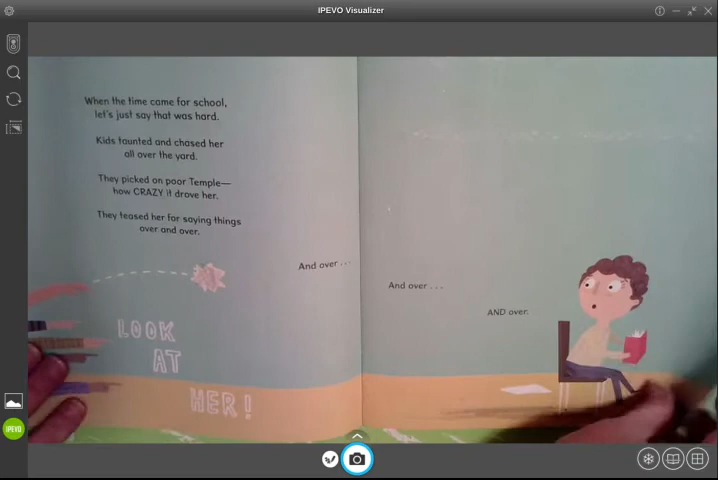 IPEVO Visualizer
When the time came for school,
let's just say that was hard.
Kids taunted and chased her
all over the yard.
They picked on poor Temple—
how CRAZY it drove her.
They teased her for saying things
over and over.
And over . . .
And over . . .
AND over.
LOOK
AT
HER!
IPEVO